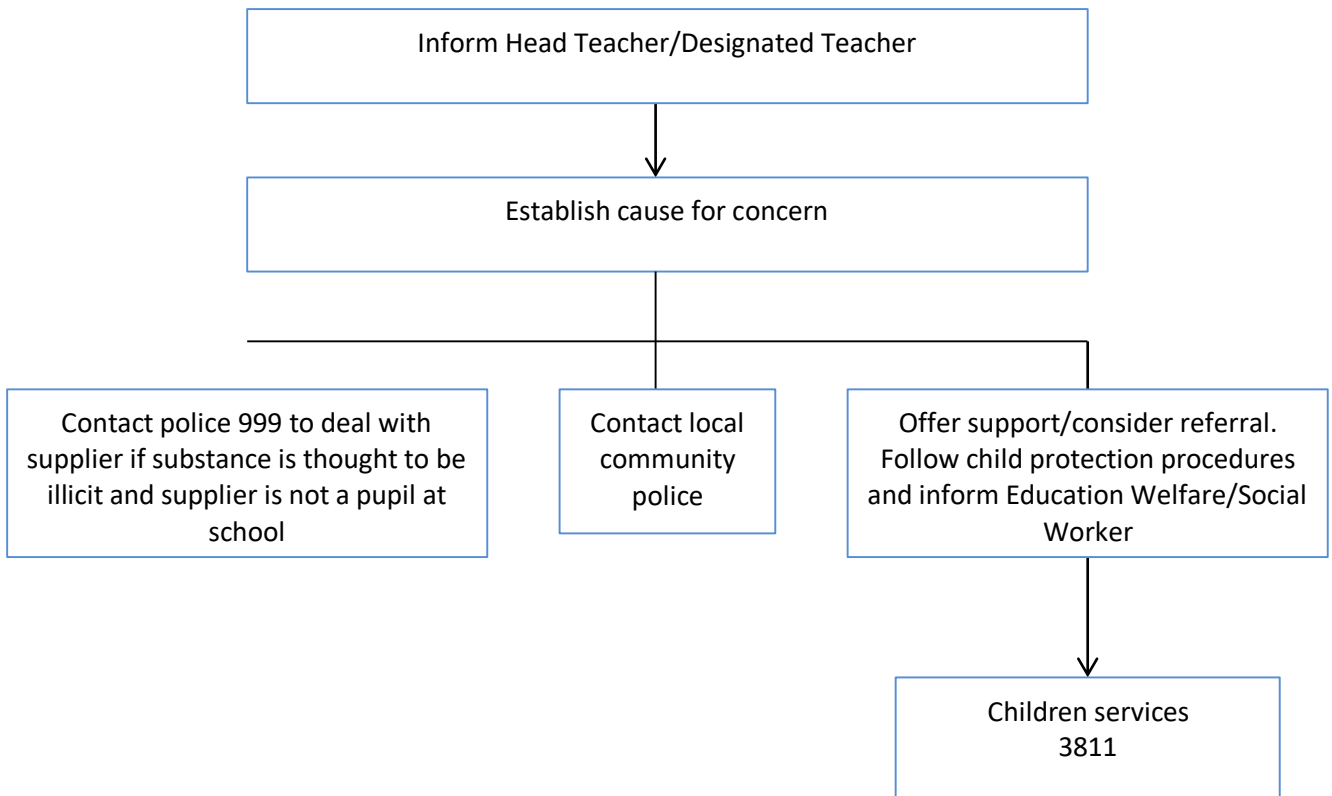 Inform Head Teacher/Designated Teacher
Establish cause for concern
Contact police 999 to deal with
supplier if substance is thought to be
illicit and supplier is not a pupil at
school
Contact local
community
police
Offer support/consider referral.
Follow child protection procedures
and inform Education Welfare/Social
Worker
Children services
3811